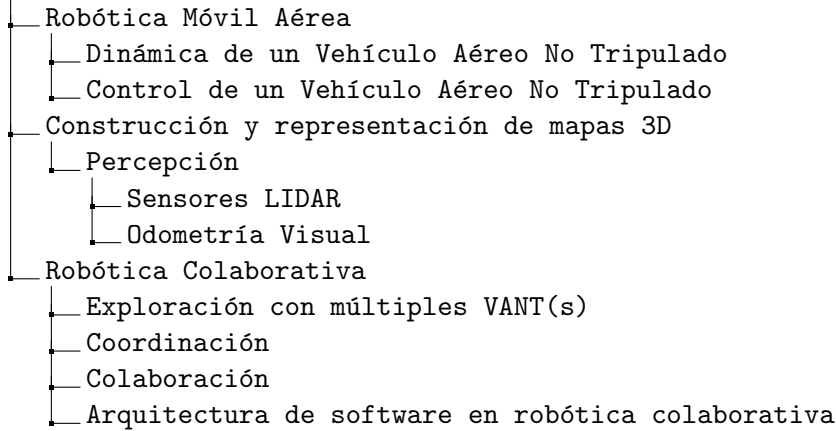 Robótica Móvil Aérea
Dinámica de un Vehículo Aéreo No Tripulado
Control de un Vehículo Aéreo No Tripulado
Construcción y representación de mapas 3D
Percepción
Sensores LIDAR
Odometría Visual
Robótica Colaborativa
Exploración con múltiples VANT(s)
Coordinación
Colaboración
Arquitectura de software en robótica colaborativa